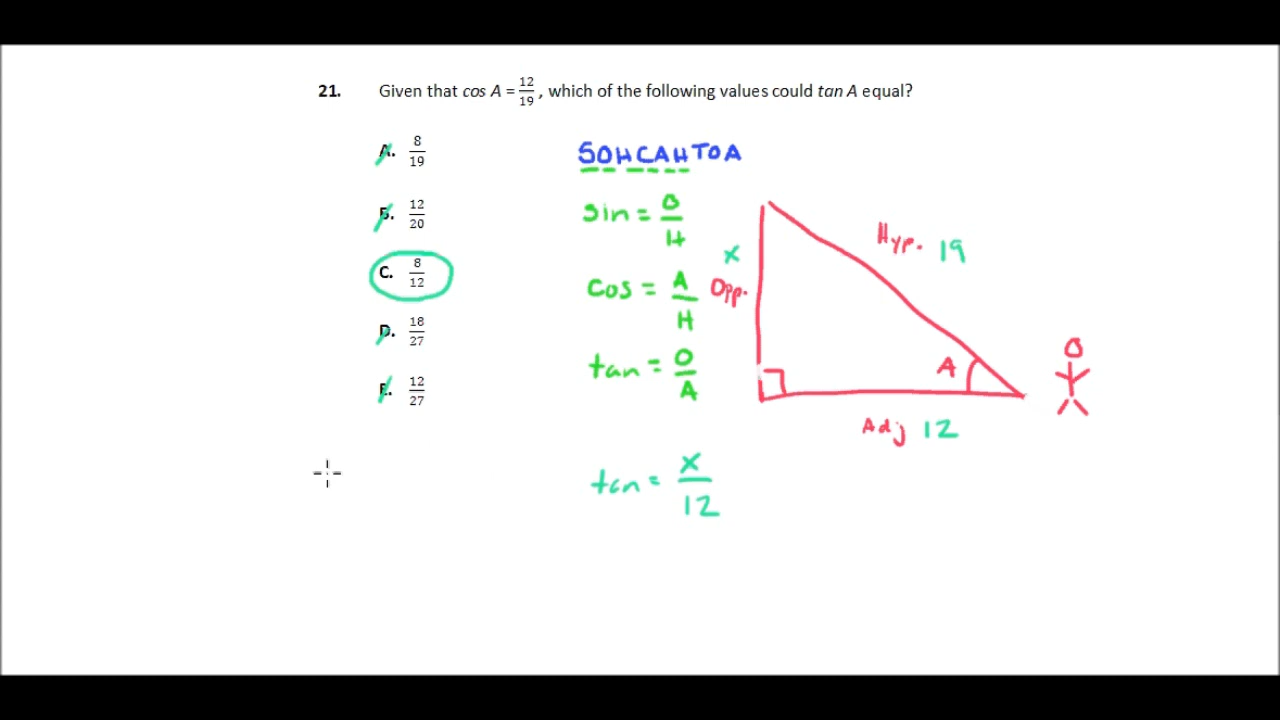 21. Given that cos A = 12/19, which of the following values could tan A equal?
A. 8/19
B. 12/20
C. 8/12
D. 18/27
E. 12/27
SOHCAHTOA
sin = O/H
cos = A/H
tan = O/A
tan = x/12
x
Opp.
Hyp. 19
A
Adj 12